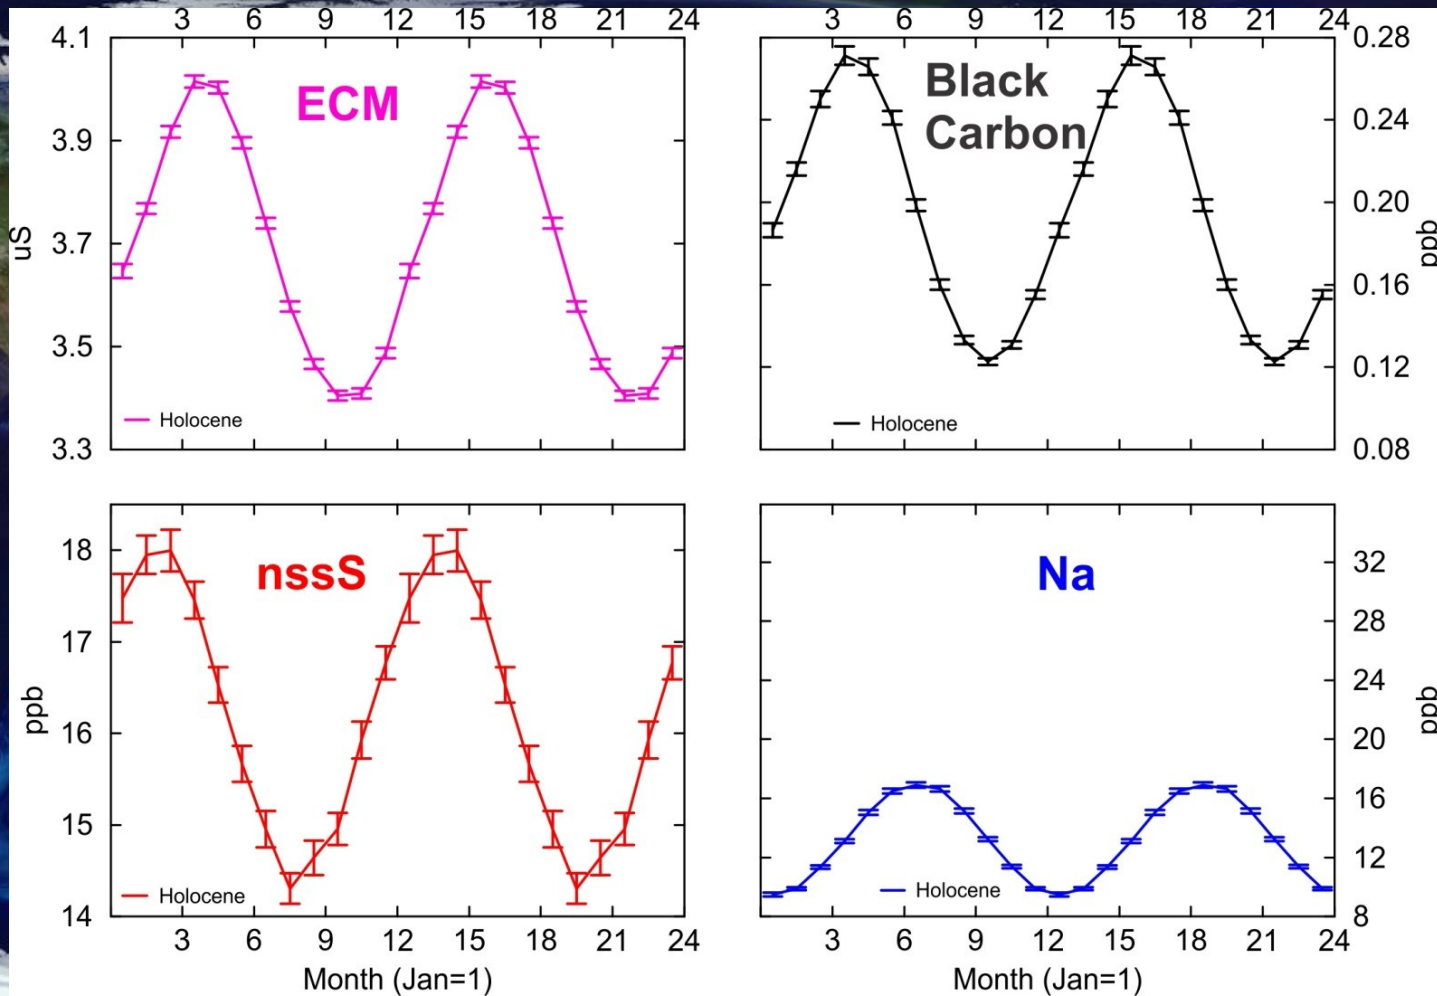 3 6 9 12 15 18 21 24
4.1
3.9
3.7
3.5
3.3
uS
ECM
Holocene
3 6 9 12 15 18 21 24
0.28
0.24
0.20
0.16
0.12
0.08
ppb
Black
Carbon
Holocene
18
17
16
15
14
ppb
nssS
Holocene
3 6 9 12 15 18 21 24
Month (Jan=1)
32
28
24
20
16
12
8
ppb
Na
Holocene
3 6 9 12 15 18 21 24
Month (Jan=1)